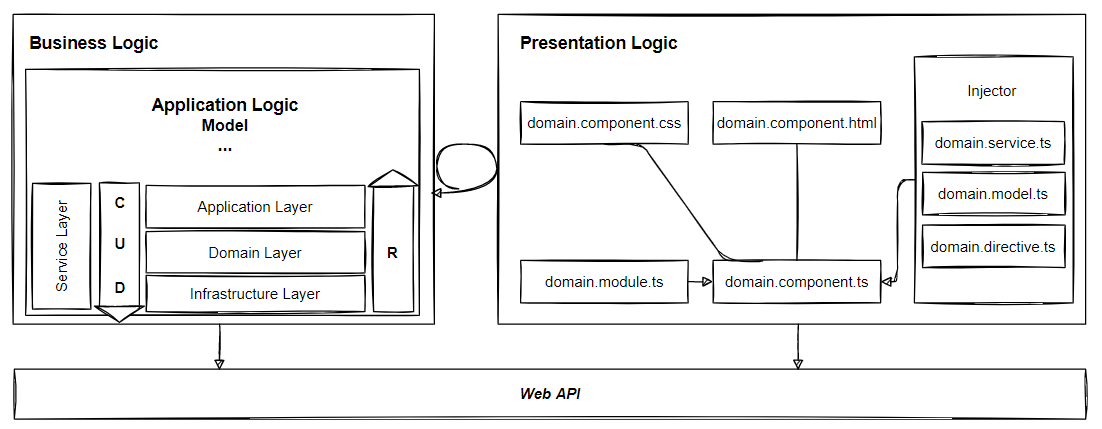 Business Logic
Application Logic
Model
...
Service Layer
C
U
D
Application Layer
Domain Layer
Infrastructure Layer
R
Presentation Logic
domain.component.css
domain.component.html
domain.module.ts
domain.component.ts
Injector
domain.service.ts
domain.model.ts
domain.directive.ts
Web API